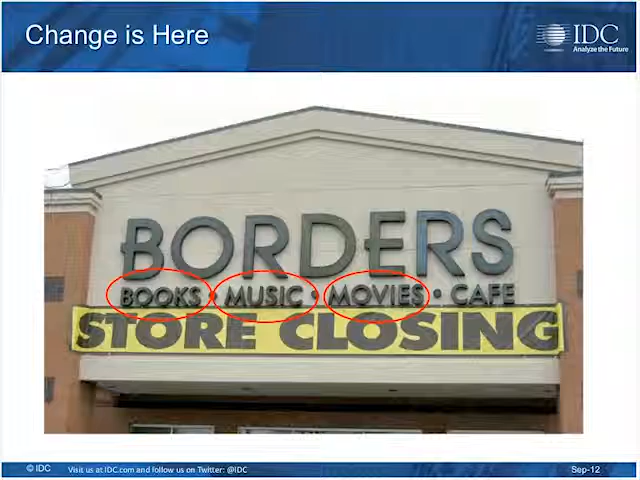 Change is Here
IDC
Analyze the Future
BORDERS
BOOKS • MUSIC • MOVIES • CAFE
STORE CLOSING
© IDC Visit us at IDC.com and follow us on Twitter: @IDC Sep-12